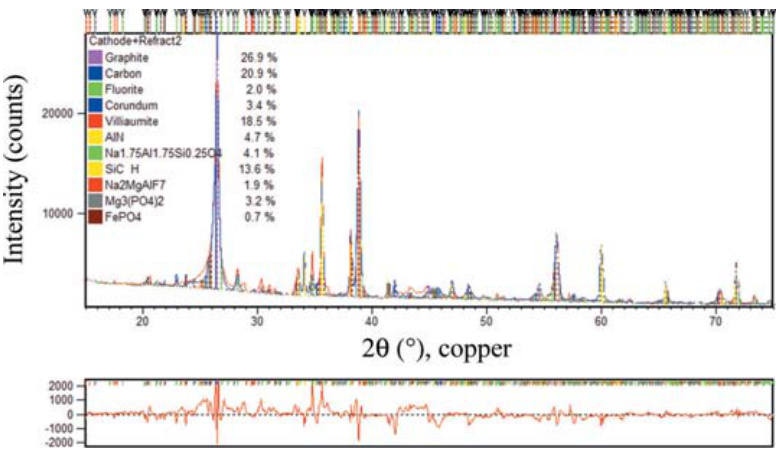 Cathode+Refract2
Graphite 26.9 %
Carbon 20.9 %
Fluorite 2.0 %
Corundum 3.4 %
Villiaumite 18.5 %
AlN 4.7 %
Na1.75Al1.75Si0.25O4 4.1 %
SiC H 13.6 %
Na2MgAlF7 1.9 %
Mg3(PO4)2 3.2 %
FePO4 0.7 %
Intensity (counts)
20000
10000
20 30 40 50 60 70
2θ (°), copper
2000
1000
0
-1000
-2000